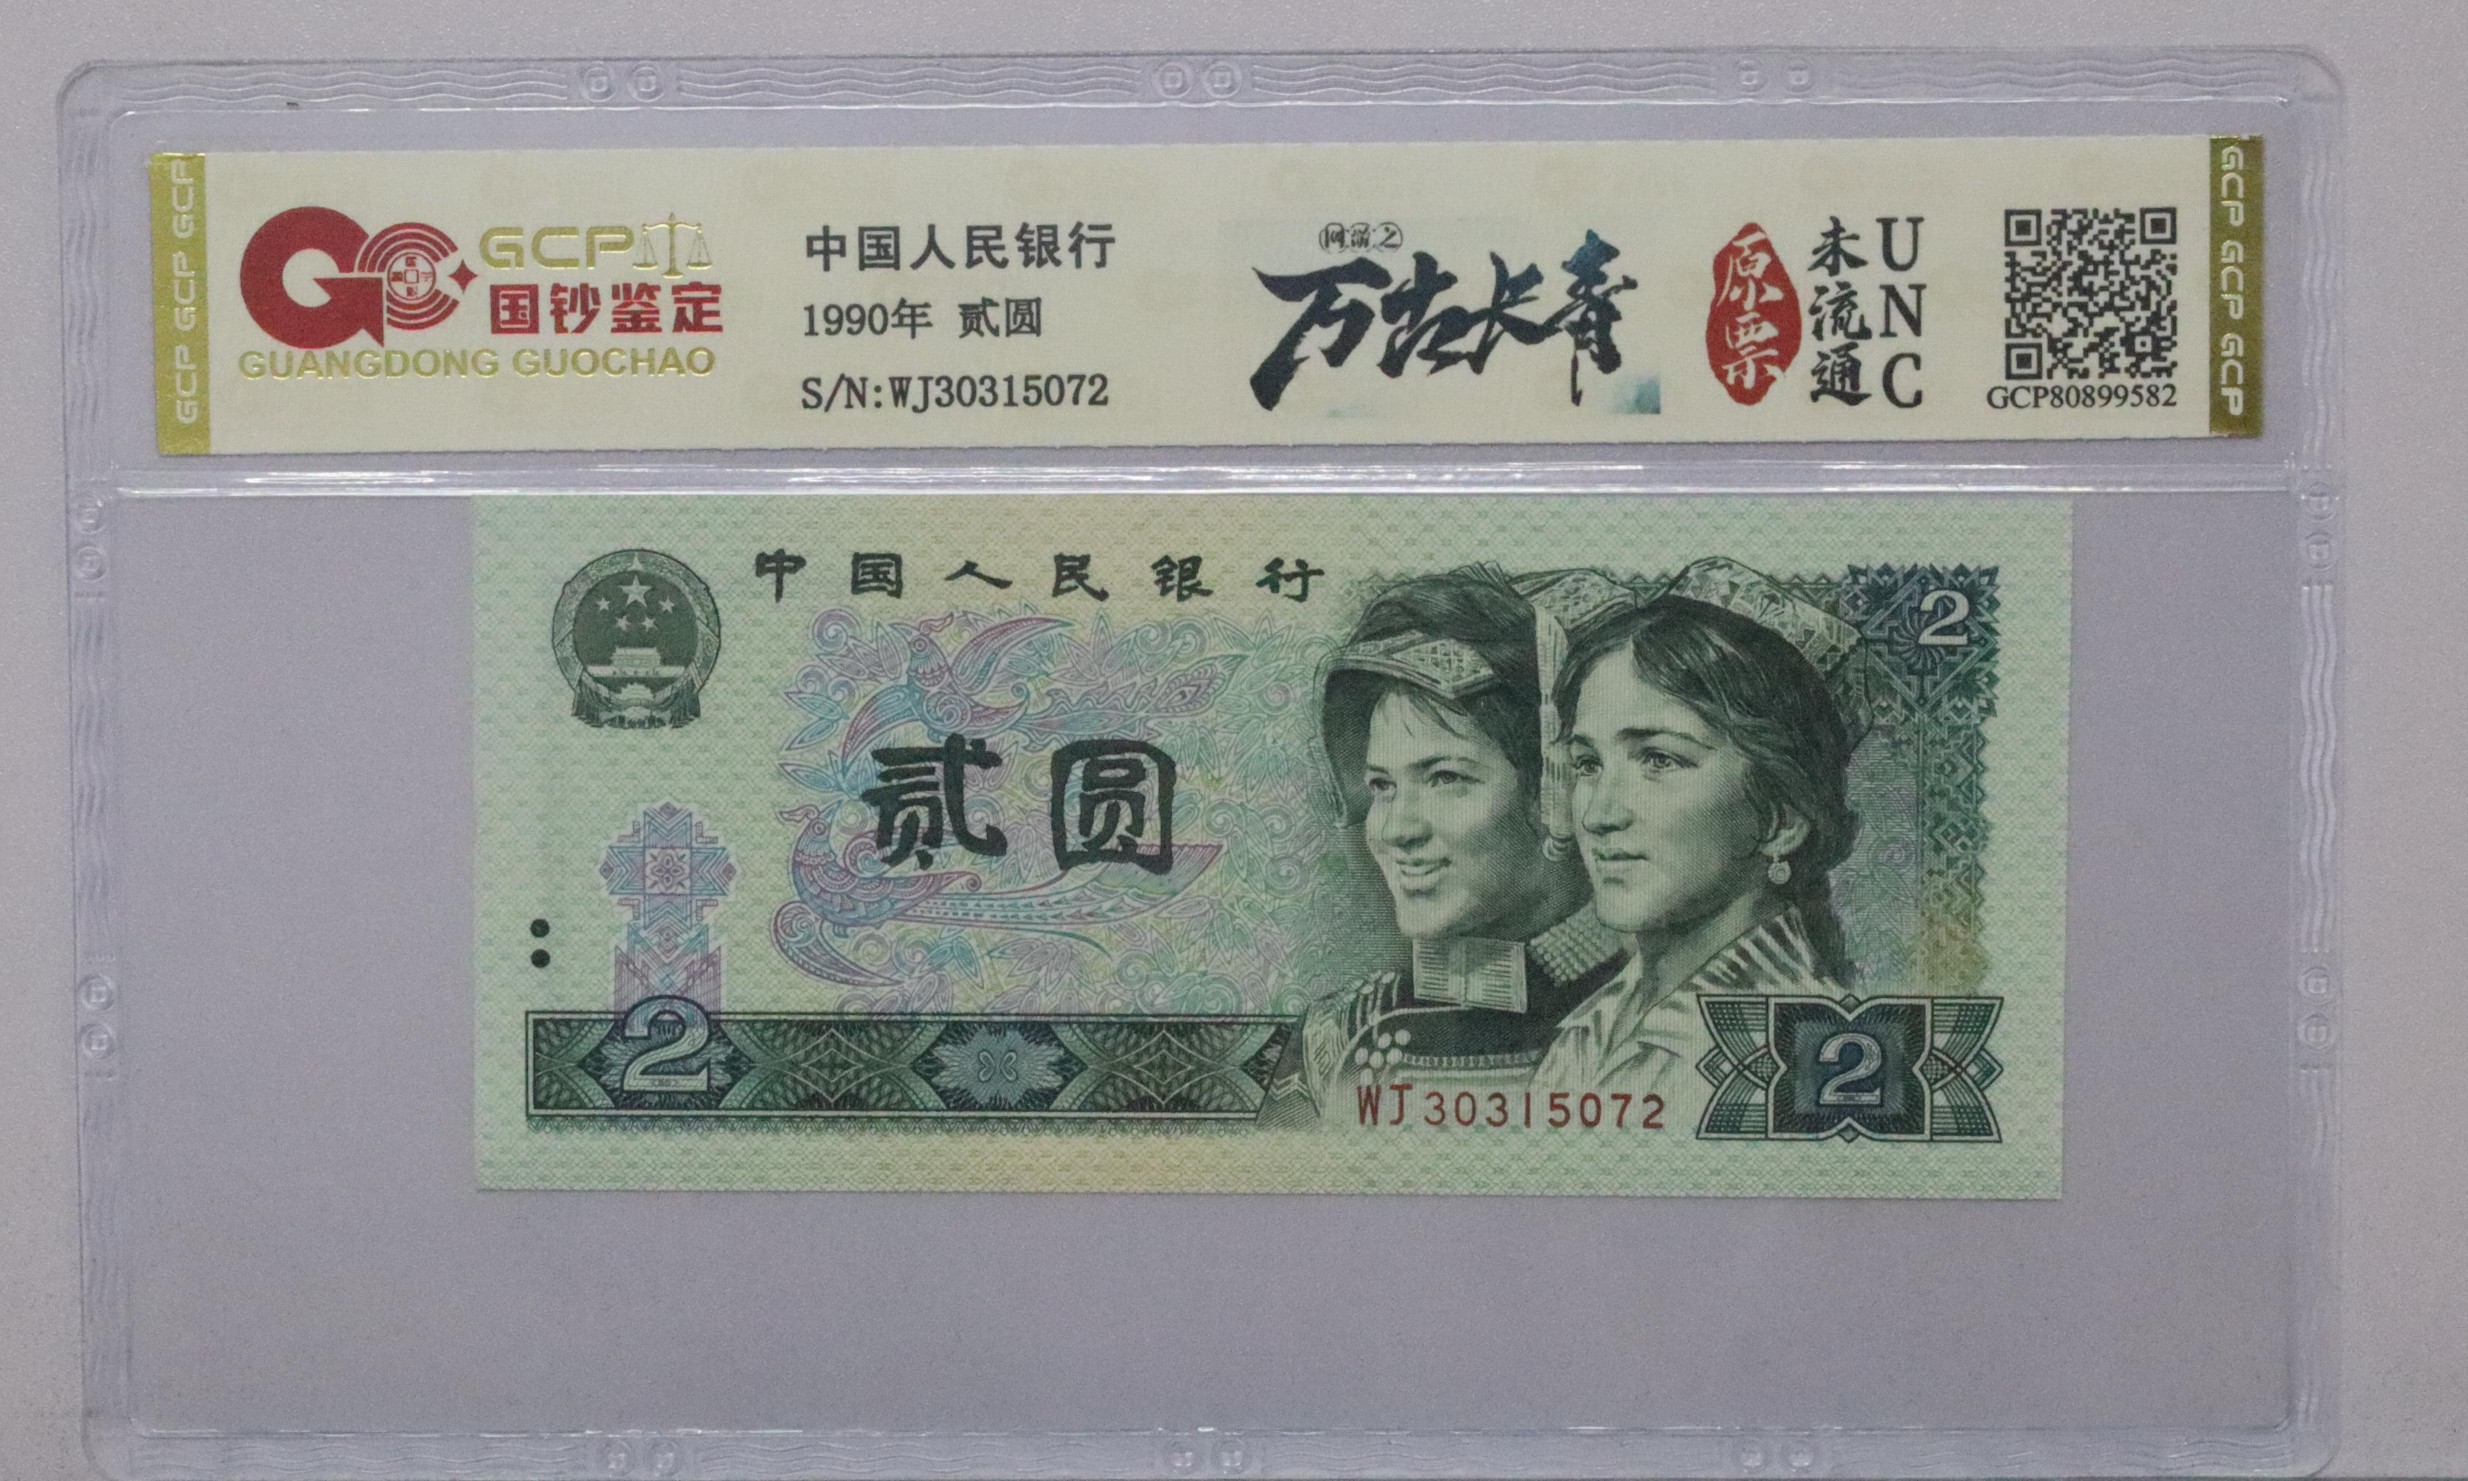 GCP GCP GCP
GCP
国钞鉴定
GUANGDONG GUOCHAO
中国人民银行
1990年 贰圆
S/N:WJ30315072
万古长青
原票
未流通
UNC
GCP80899582
GCP GCP GCP
中国人民银行
贰圆
2
2
2
WJ30315072